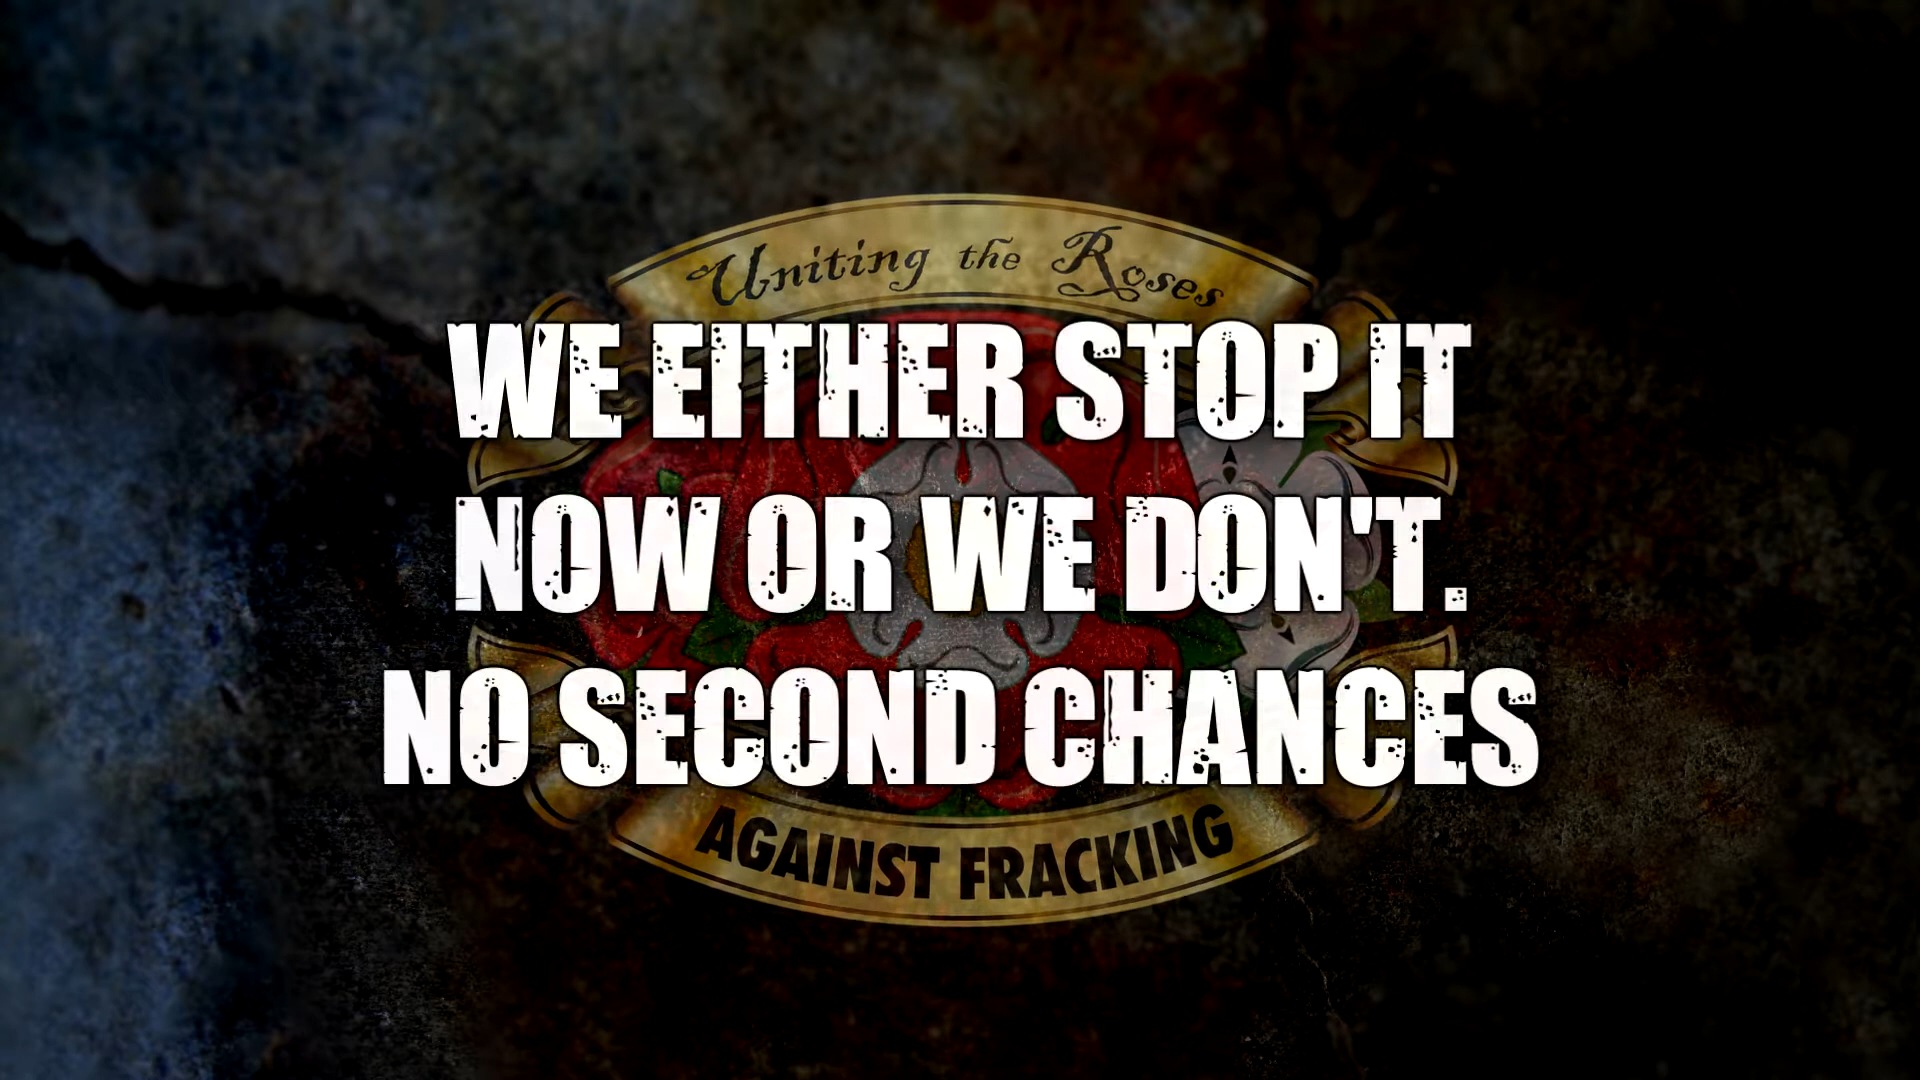 Uniting the Roses
WE EITHER STOP IT
NOW OR WE DON'T.
NO SECOND CHANCES
AGAINST FRACKING